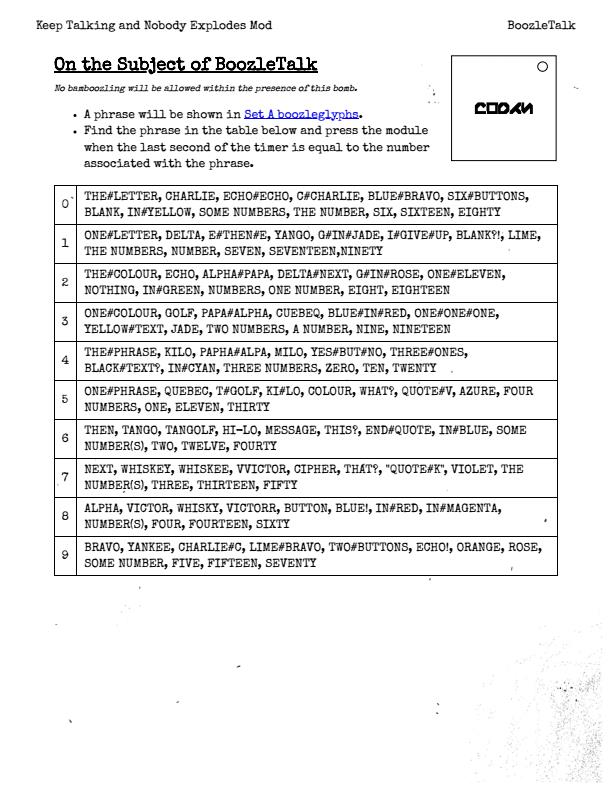 Keep Talking and Nobody Explodes Mod BoozleTalk
On the Subject of BoozleTalk
No bamboozling will be allowed within the presence of this bomb.
• A phrase will be shown in Set A boozleglyphs.
• Find the phrase in the table below and press the module
when the last second of the timer is equal to the number
associated with the phrase.
0 THE#LETTER, CHARLIE, ECHO#ECHO, C#CHARLIE, BLUE#BRAVO, SIX#BUTTONS,
BLANK, IN#YELLOW, SOME NUMBERS, THE NUMBER, SIX, SIXTEEN, EIGHTY
1 ONE#LETTER, DELTA, E#THEN#E, YANGO, G#IN#JADE, I#GIVE#UP, BLANK?!, LIME,
THE NUMBERS, NUMBER, SEVEN, SEVENTEEN,NINETY
2 THE#COLOUR, ECHO, ALPHA#PAPA, DELTA#NEXT, G#IN#ROSE, ONE#ELEVEN,
NOTHING, IN#GREEN, NUMBERS, ONE NUMBER, EIGHT, EIGHTEEN
3 ONE#COLOUR, GOLF, PAPA#ALPHA, CUEBEQ, BLUE#IN#RED, ONE#ONE#ONE,
YELLOW#TEXT, JADE, TWO NUMBERS, A NUMBER, NINE, NINETEEN
4 THE#PHRASE, KILO, PAPHA#ALPA, MILO, YES#BUT#NO, THREE#ONES,
BLACK#TEXT?, IN#CYAN, THREE NUMBERS, ZERO, TEN, TWENTY
5 ONE#PHRASE, QUEBEC, T#GOLF, KI#LO, COLOUR, WHAT?, QUOTE#V, AZURE, FOUR
NUMBERS, ONE, ELEVEN, THIRTY
6 THEN, TANGO, TANGOLF, HI-LO, MESSAGE, THIS?, END#QUOTE, IN#BLUE, SOME
NUMBER(S), TWO, TWELVE, FOURTY
7 NEXT, WHISKEY, WHISKEE, VVICTOR, CIPHER, THAT?, "QUOTE#K", VIOLET, THE
NUMBER(S), THREE, THIRTEEN, FIFTY
8 ALPHA, VICTOR, WHISKY, VICTORR, BUTTON, BLUE!, IN#RED, IN#MAGENTA,
NUMBER(S), FOUR, FOURTEEN, SIXTY
9 BRAVO, YANKEE, CHARLIE#C, LIME#BRAVO, TWO#BUTTONS, ECHO!, ORANGE, ROSE,
SOME NUMBER, FIVE, FIFTEEN, SEVENTY